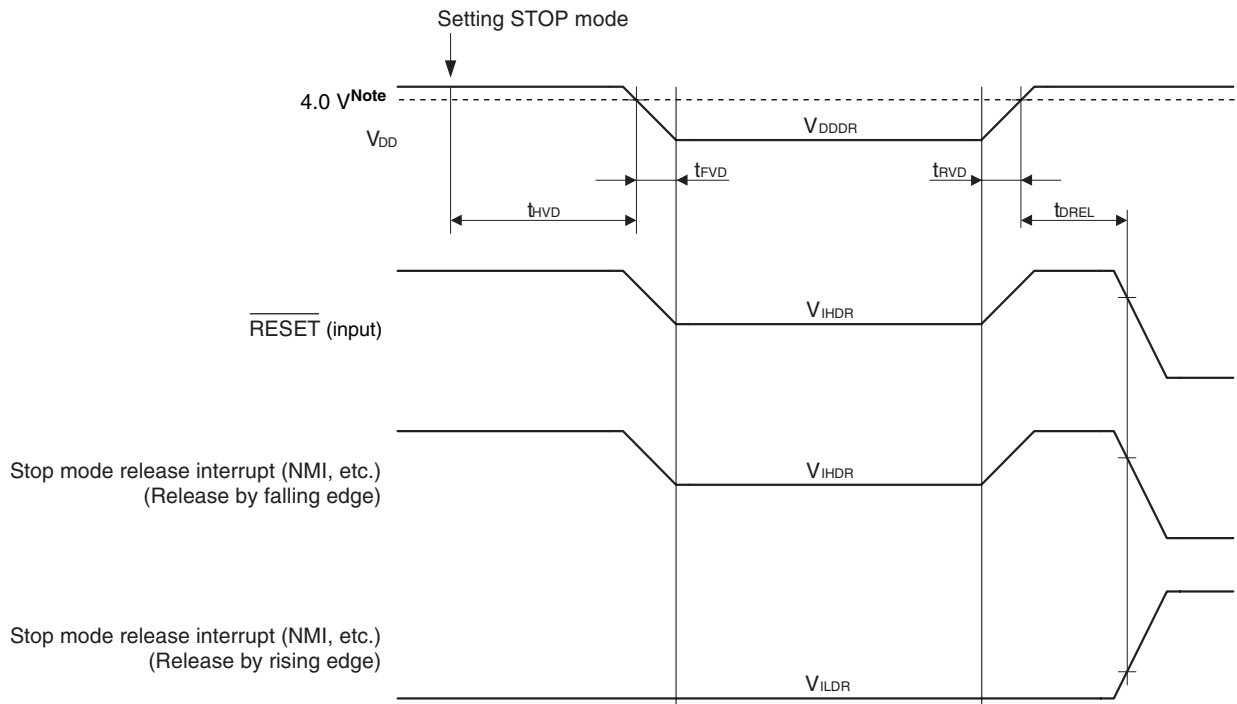 Setting STOP mode
4.0 VNote
VDD
VDDDR
tFVD
tRVD
tHVD
tDREL
RESET (input)
VIHDR
Stop mode release interrupt (NMI, etc.)
(Release by falling edge)
VIHDR
Stop mode release interrupt (NMI, etc.)
(Release by rising edge)
VILDR